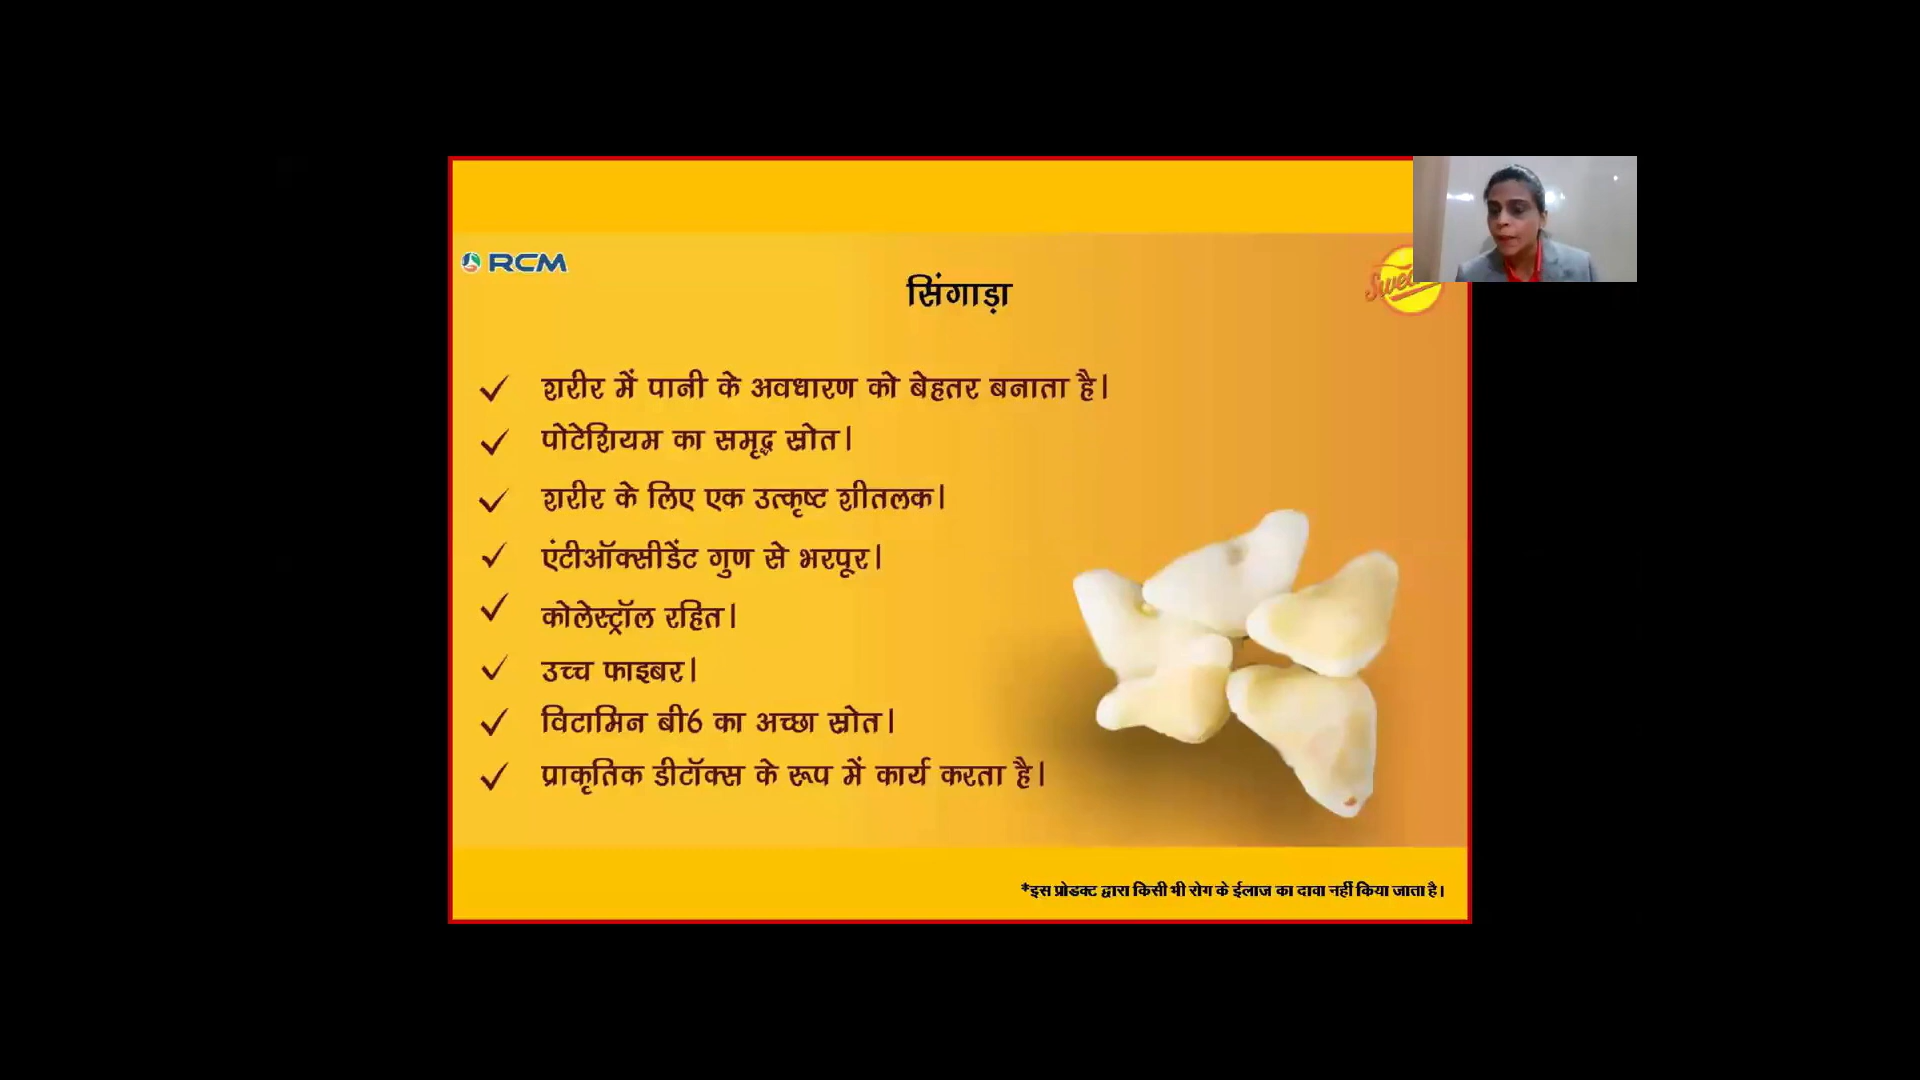 RCM
सिंगाड़ा
शरीर में पानी के अवधारण को बेहतर बनाता है।
पोटेशियम का समृद्ध स्रोत।
शरीर के लिए एक उत्कृष्ट शीतलक।
एंटीऑक्सीडेंट गुण से भरपूर।
कोलेस्ट्रॉल रहित।
उच्च फाइबर।
विटामिन बी6 का अच्छा स्रोत।
प्राकृतिक डीटॉक्स के रूप में कार्य करता है।
*इस प्रोडक्ट द्वारा किसी भी रोग के ईलाज का दावा नहीं किया जाता है।